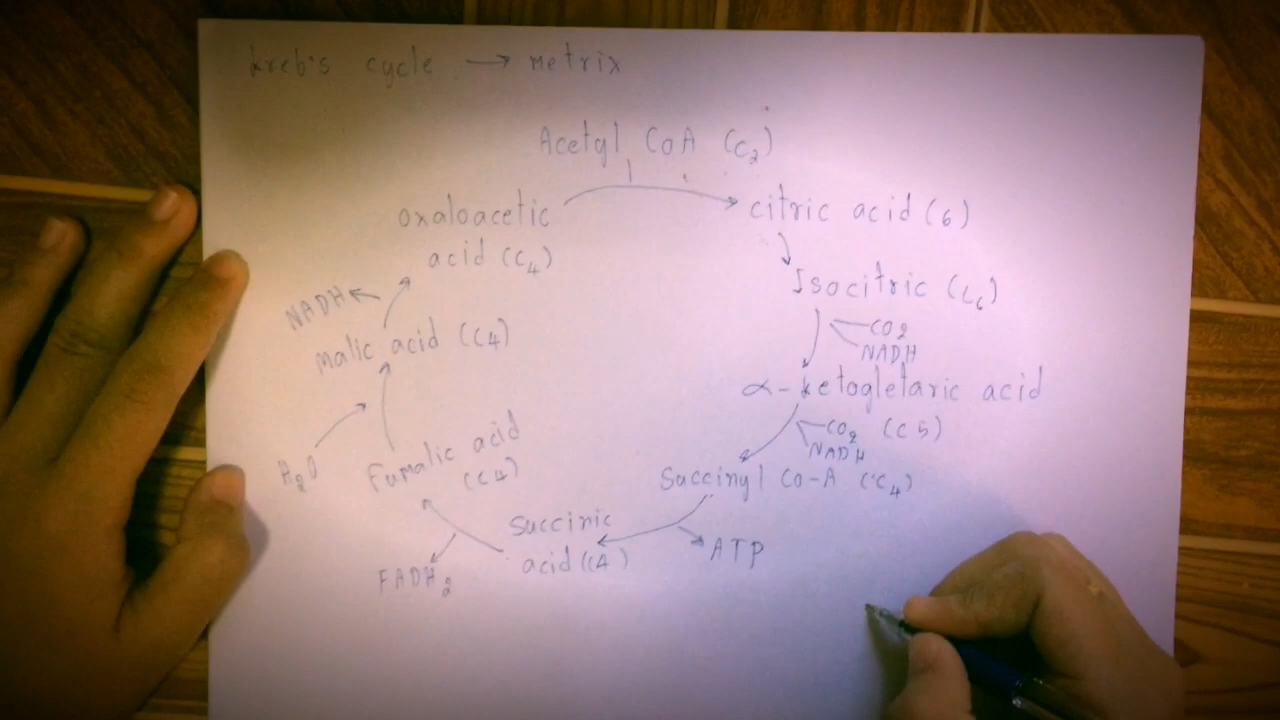 kreb's cycle → metrix
Acetyl CoA (C2)
oxaloacetic
acid (C4)
citric acid (6)
Isocitric (C6)
CO2
NADH
α-ketogletaric acid
(C5)
CO2
NADH
Succinyl Co-A (C4)
ATP
Succinic
acid (C4)
FADH2
Fumalic acid
(C4)
H2O
malic acid (C4)
NADH